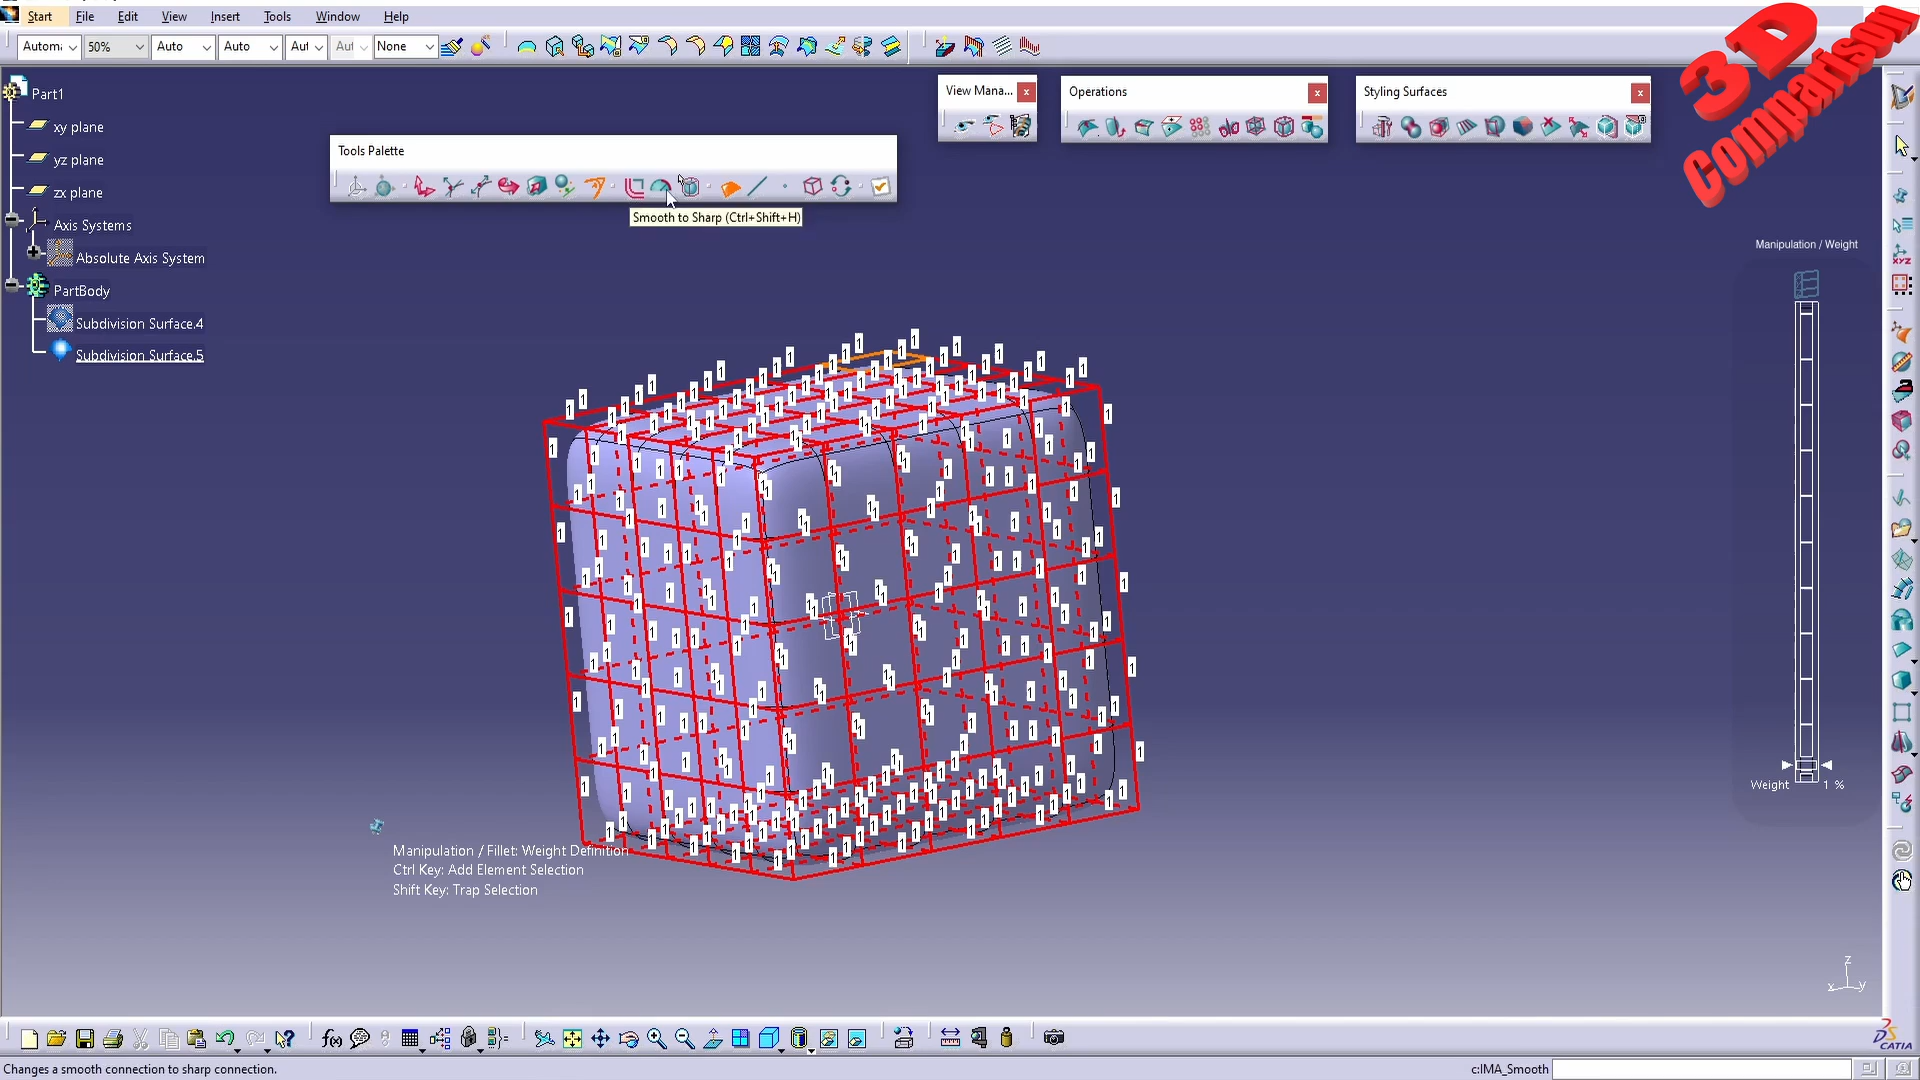 Start File Edit View Insert Tools Window Help
Autom 50% Auto Auto Aut Aut None
3D Comparison
Part1
xy plane
yz plane
zx plane
Axis Systems
Absolute Axis System
PartBody
Subdivision Surface.4
Subdivision Surface.5
View Mana...
Operations
Styling Surfaces
Tools Palette
Smooth to Sharp (Ctrl+Shift+H)
Manipulation / Weight
Weight 1 %
Manipulation / Fillet: Weight Definition
Ctrl Key: Add Element Selection
Shift Key: Trap Selection
z
x y
CATIA
Changes a smooth connection to sharp connection.
c:IMA_Smooth